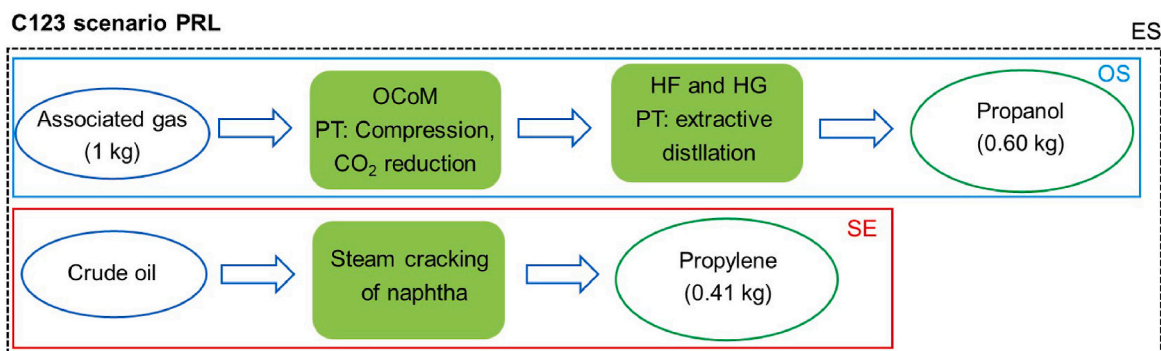 C123 scenario PRL
ES
OS
Associated gas
(1 kg)
OCoM
PT: Compression,
CO₂ reduction
HF and HG
PT: extractive
distllation
Propanol
(0.60 kg)
SE
Crude oil
Steam cracking
of naphtha
Propylene
(0.41 kg)